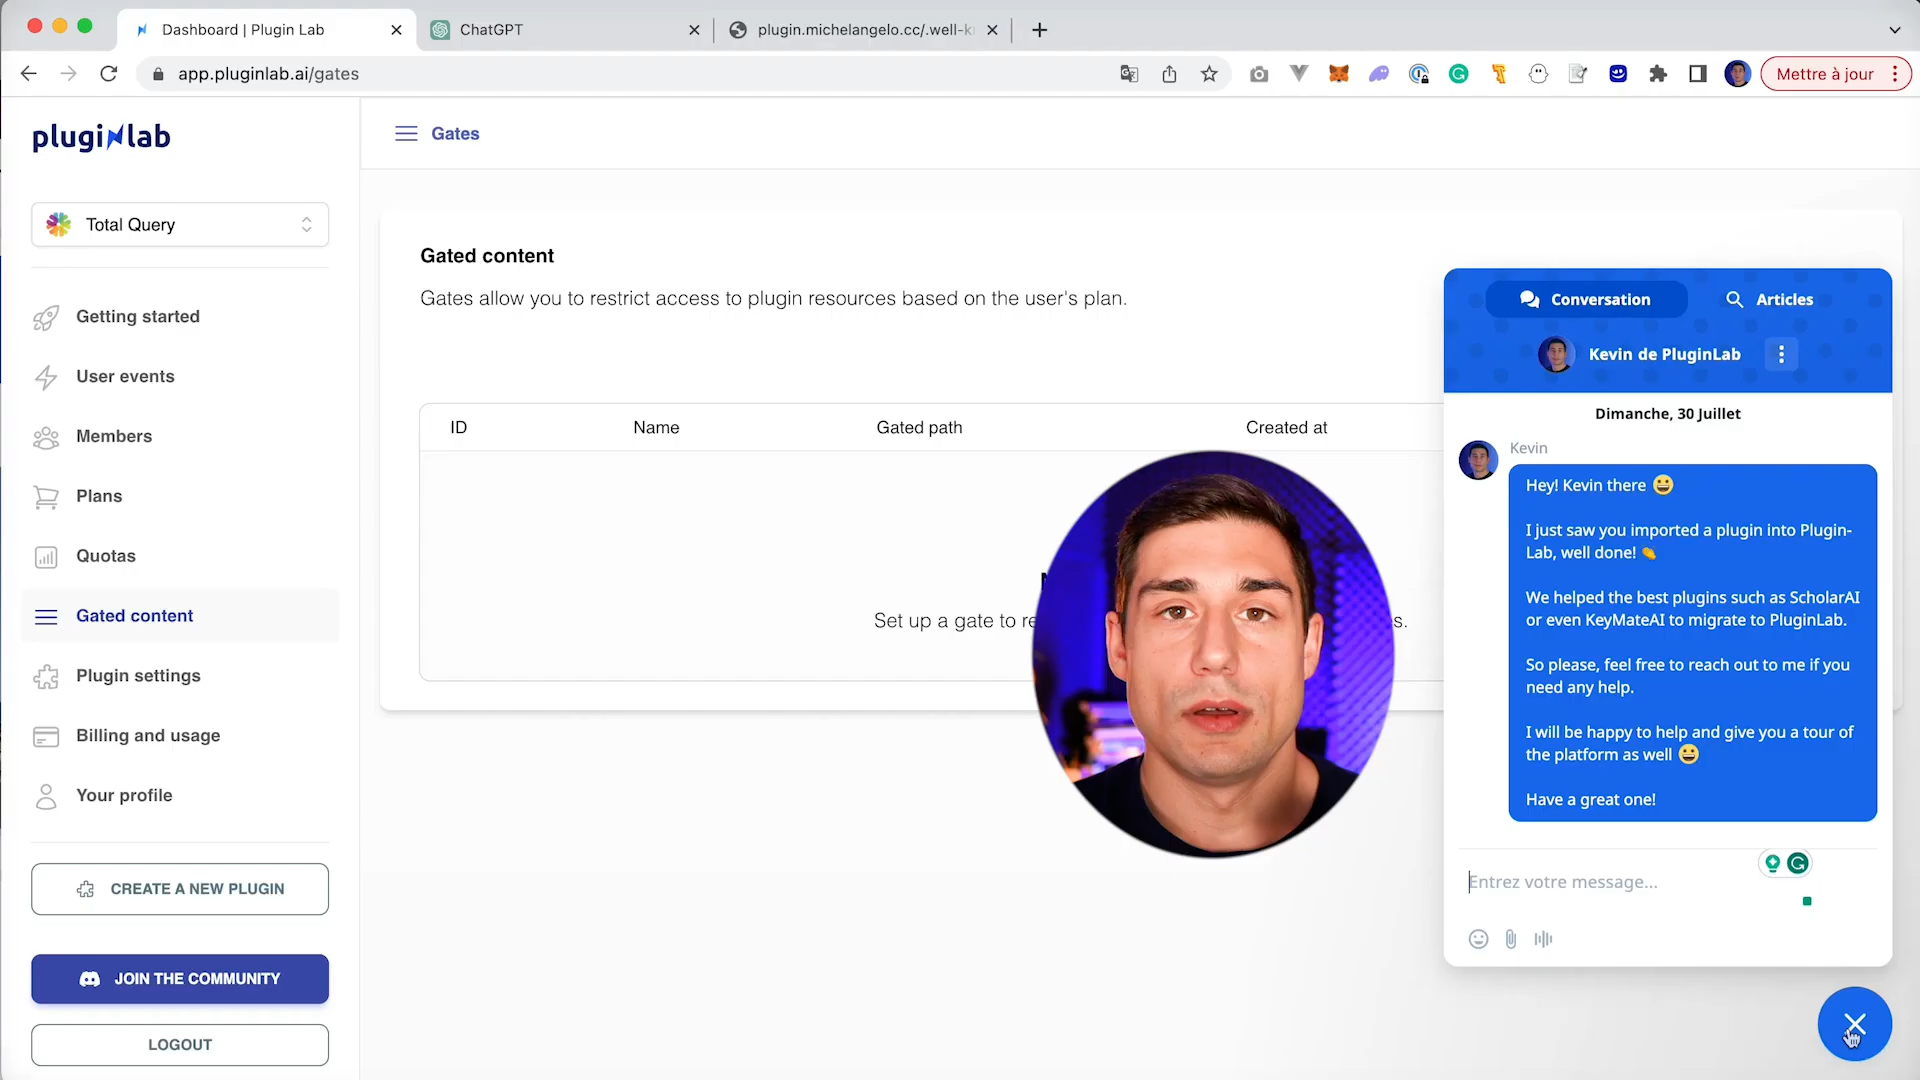 Dashboard | Plugin Lab
ChatGPT
plugin.michelangelo.cc/.well-k
app.pluginlab.ai/gates
Mettre à jour
pluginlab
Gates
Total Query
Getting started
User events
Members
Plans
Quotas
Gated content
Plugin settings
Billing and usage
Your profile
CREATE A NEW PLUGIN
JOIN THE COMMUNITY
LOGOUT
Gated content
Gates allow you to restrict access to plugin resources based on the user's plan.
ID Name Gated path Created at
Set up a gate to
Conversation
Articles
Kevin de PluginLab
Dimanche, 30 Juillet
Kevin
Hey! Kevin there 😀
I just saw you imported a plugin into Plugin-
Lab, well done! 👏
We helped the best plugins such as ScholarAI
or even KeyMateAI to migrate to PluginLab.
So please, feel free to reach out to me if you
need any help.
I will be happy to help and give you a tour of
the platform as well 😀
Have a great one!
Entrez votre message...